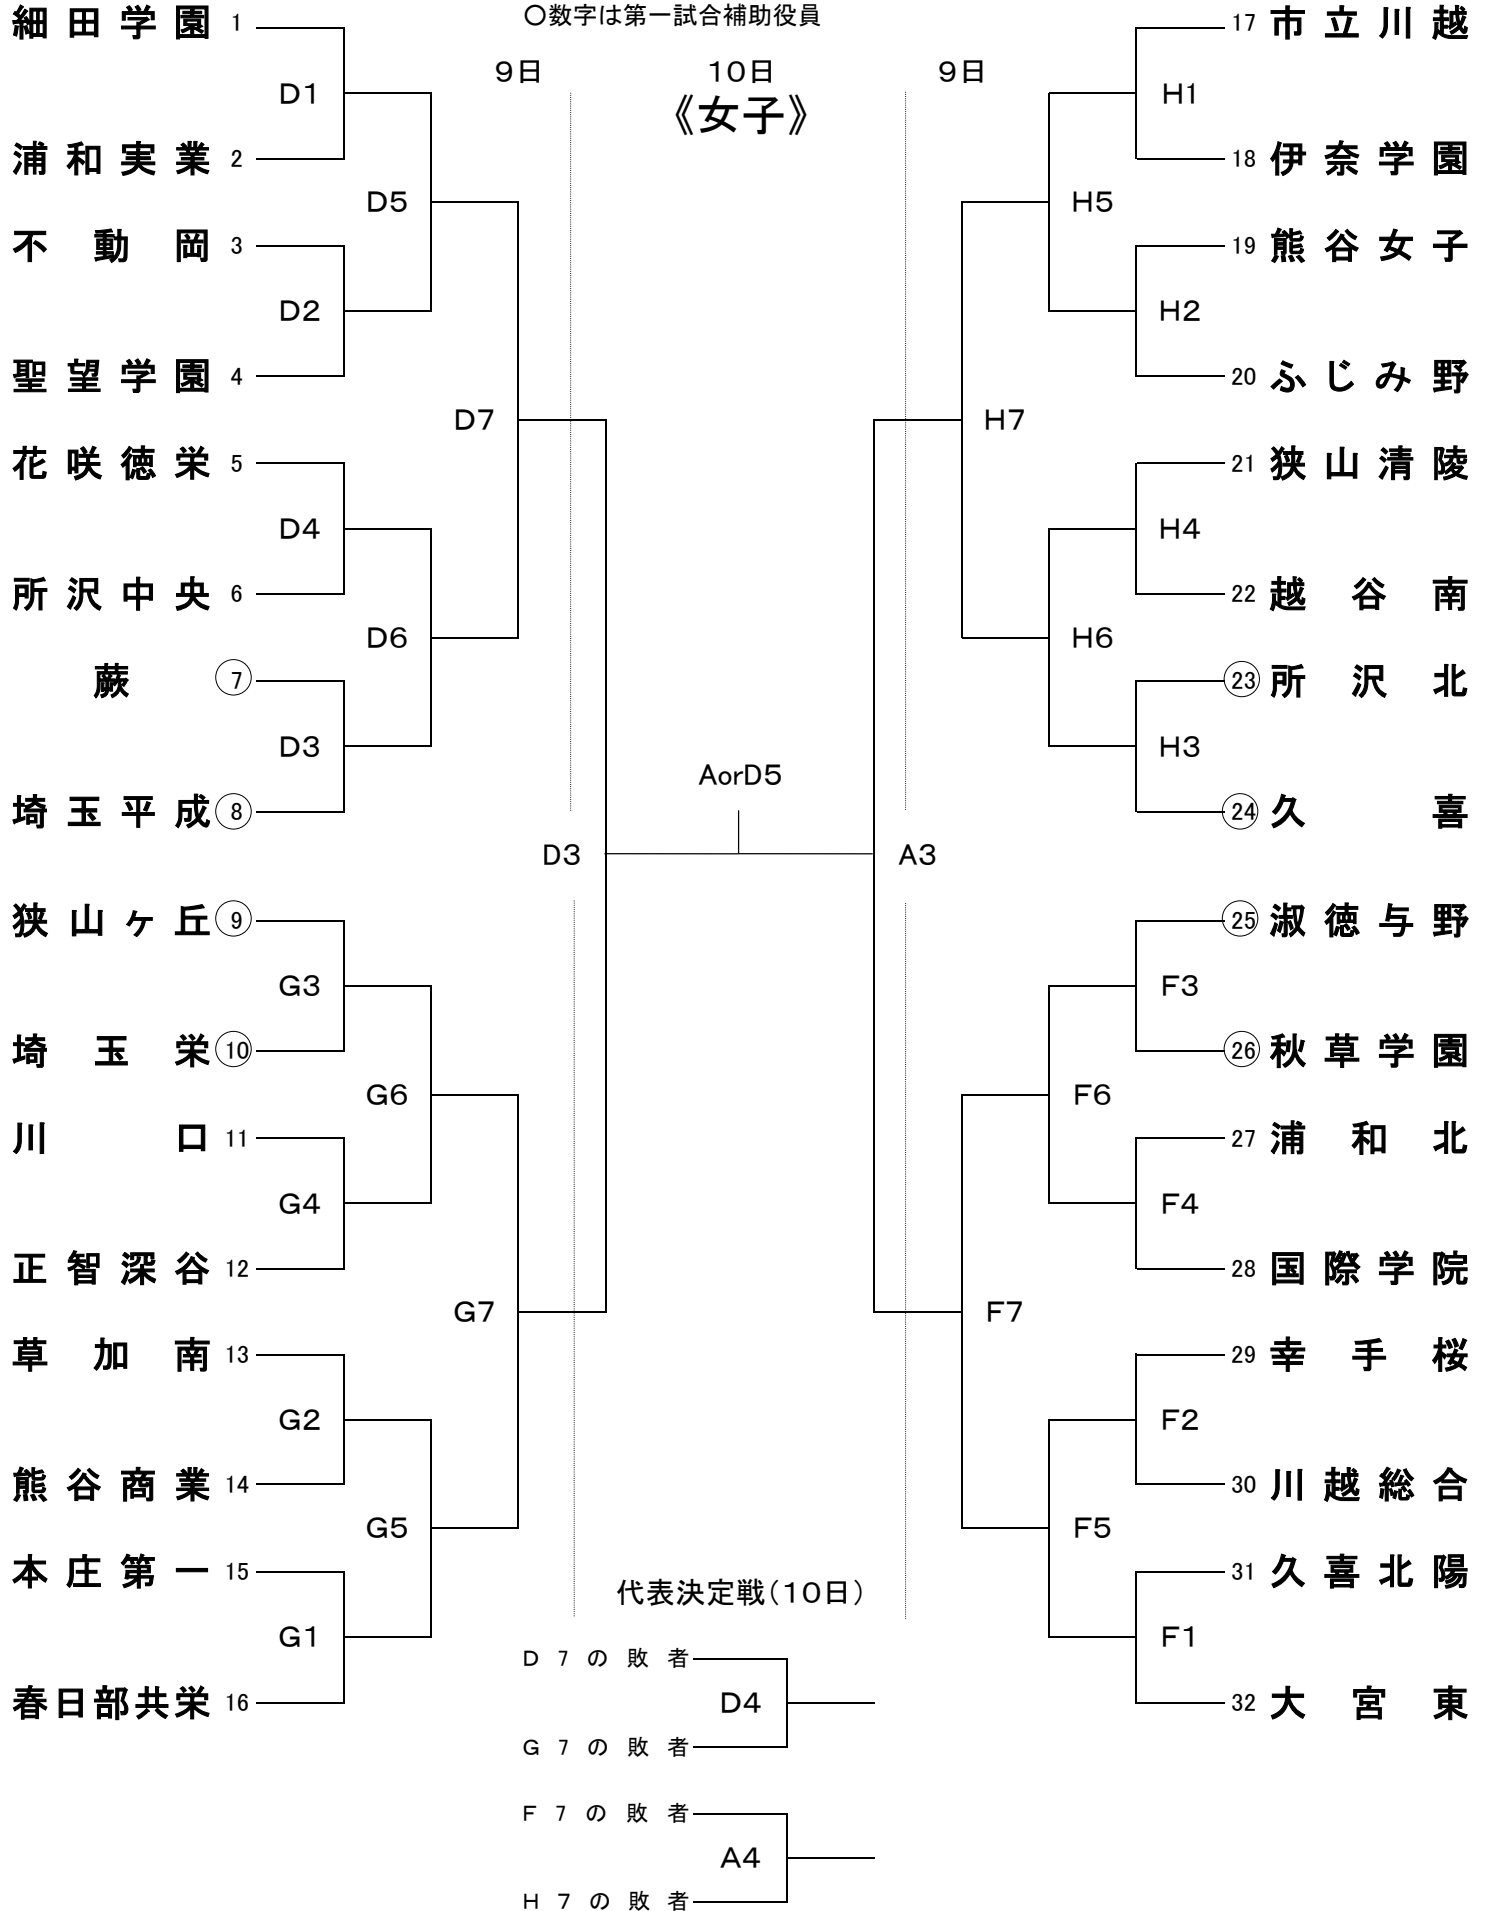 ○数字は第一試合補助役員
9日 10日 9日
《女子》
細田学園 1
D1
浦和実業 2
D5
不動岡 3
D2
聖望学園 4
D7
花咲徳栄 5
D4
所沢中央 6
D6
蕨 ⑦
D3
埼玉平成 ⑧
D3
狭山ヶ丘 ⑨
G3
埼玉栄 ⑩
G6
川口 11
G4
正智深谷 12
G7
草加南 13
G2
熊谷商業 14
G5
本庄第一 15
G1
春日部共栄 16
AorD5
17 市立川越
H1
18 伊奈学園
H5
19 熊谷女子
H2
20 ふじみ野
H7
21 狭山清陵
H4
22 越谷南
H6
㉓ 所沢北
H3
㉔ 久喜
A3
㉕ 淑徳与野
F3
㉖ 秋草学園
F6
27 浦和北
F4
28 国際学院
F7
29 幸手桜
F2
30 川越総合
F5
31 久喜北陽
F1
32 大宮東
代表決定戦(10日)
D7の敗者
D4
G7の敗者
F7の敗者
A4
H7の敗者